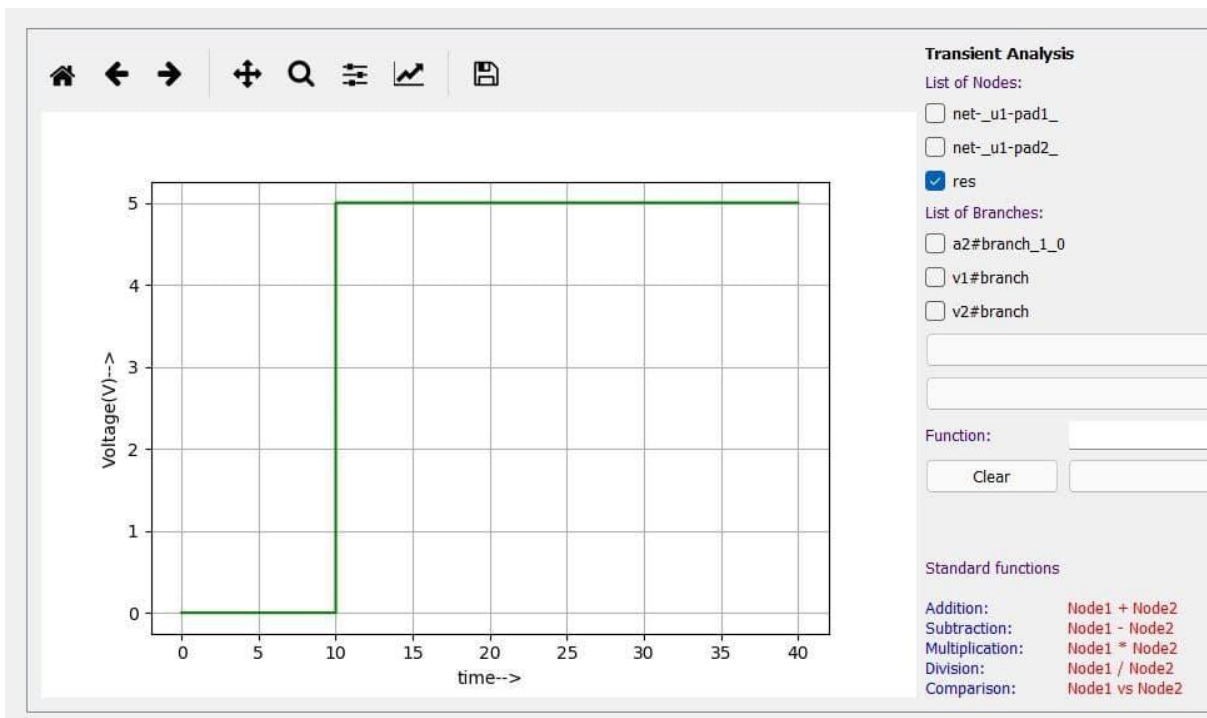 Transient Analysis
List of Nodes:
net-_u1-pad1_
net-_u1-pad2_
res
List of Branches:
a2#branch_1_0
v1#branch
v2#branch
Function:
Clear
Standard functions
Addition: Node1 + Node2
Subtraction: Node1 - Node2
Multiplication: Node1 * Node2
Division: Node1 / Node2
Comparison: Node1 vs Node2
Voltage(V)-->
5
4
3
2
1
0
0 5 10 15 20 25 30 35 40
time-->